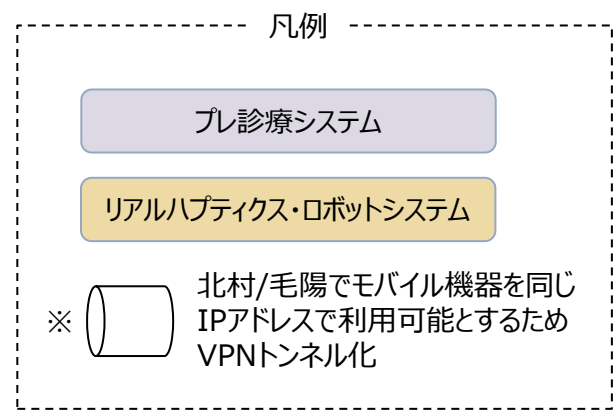 凡例
プレ診療システム
リアルハプティクス・ロボットシステム
※
北村/毛陽でモバイル機器を同じ
IPアドレスで利用可能とするため
VPNトンネル化